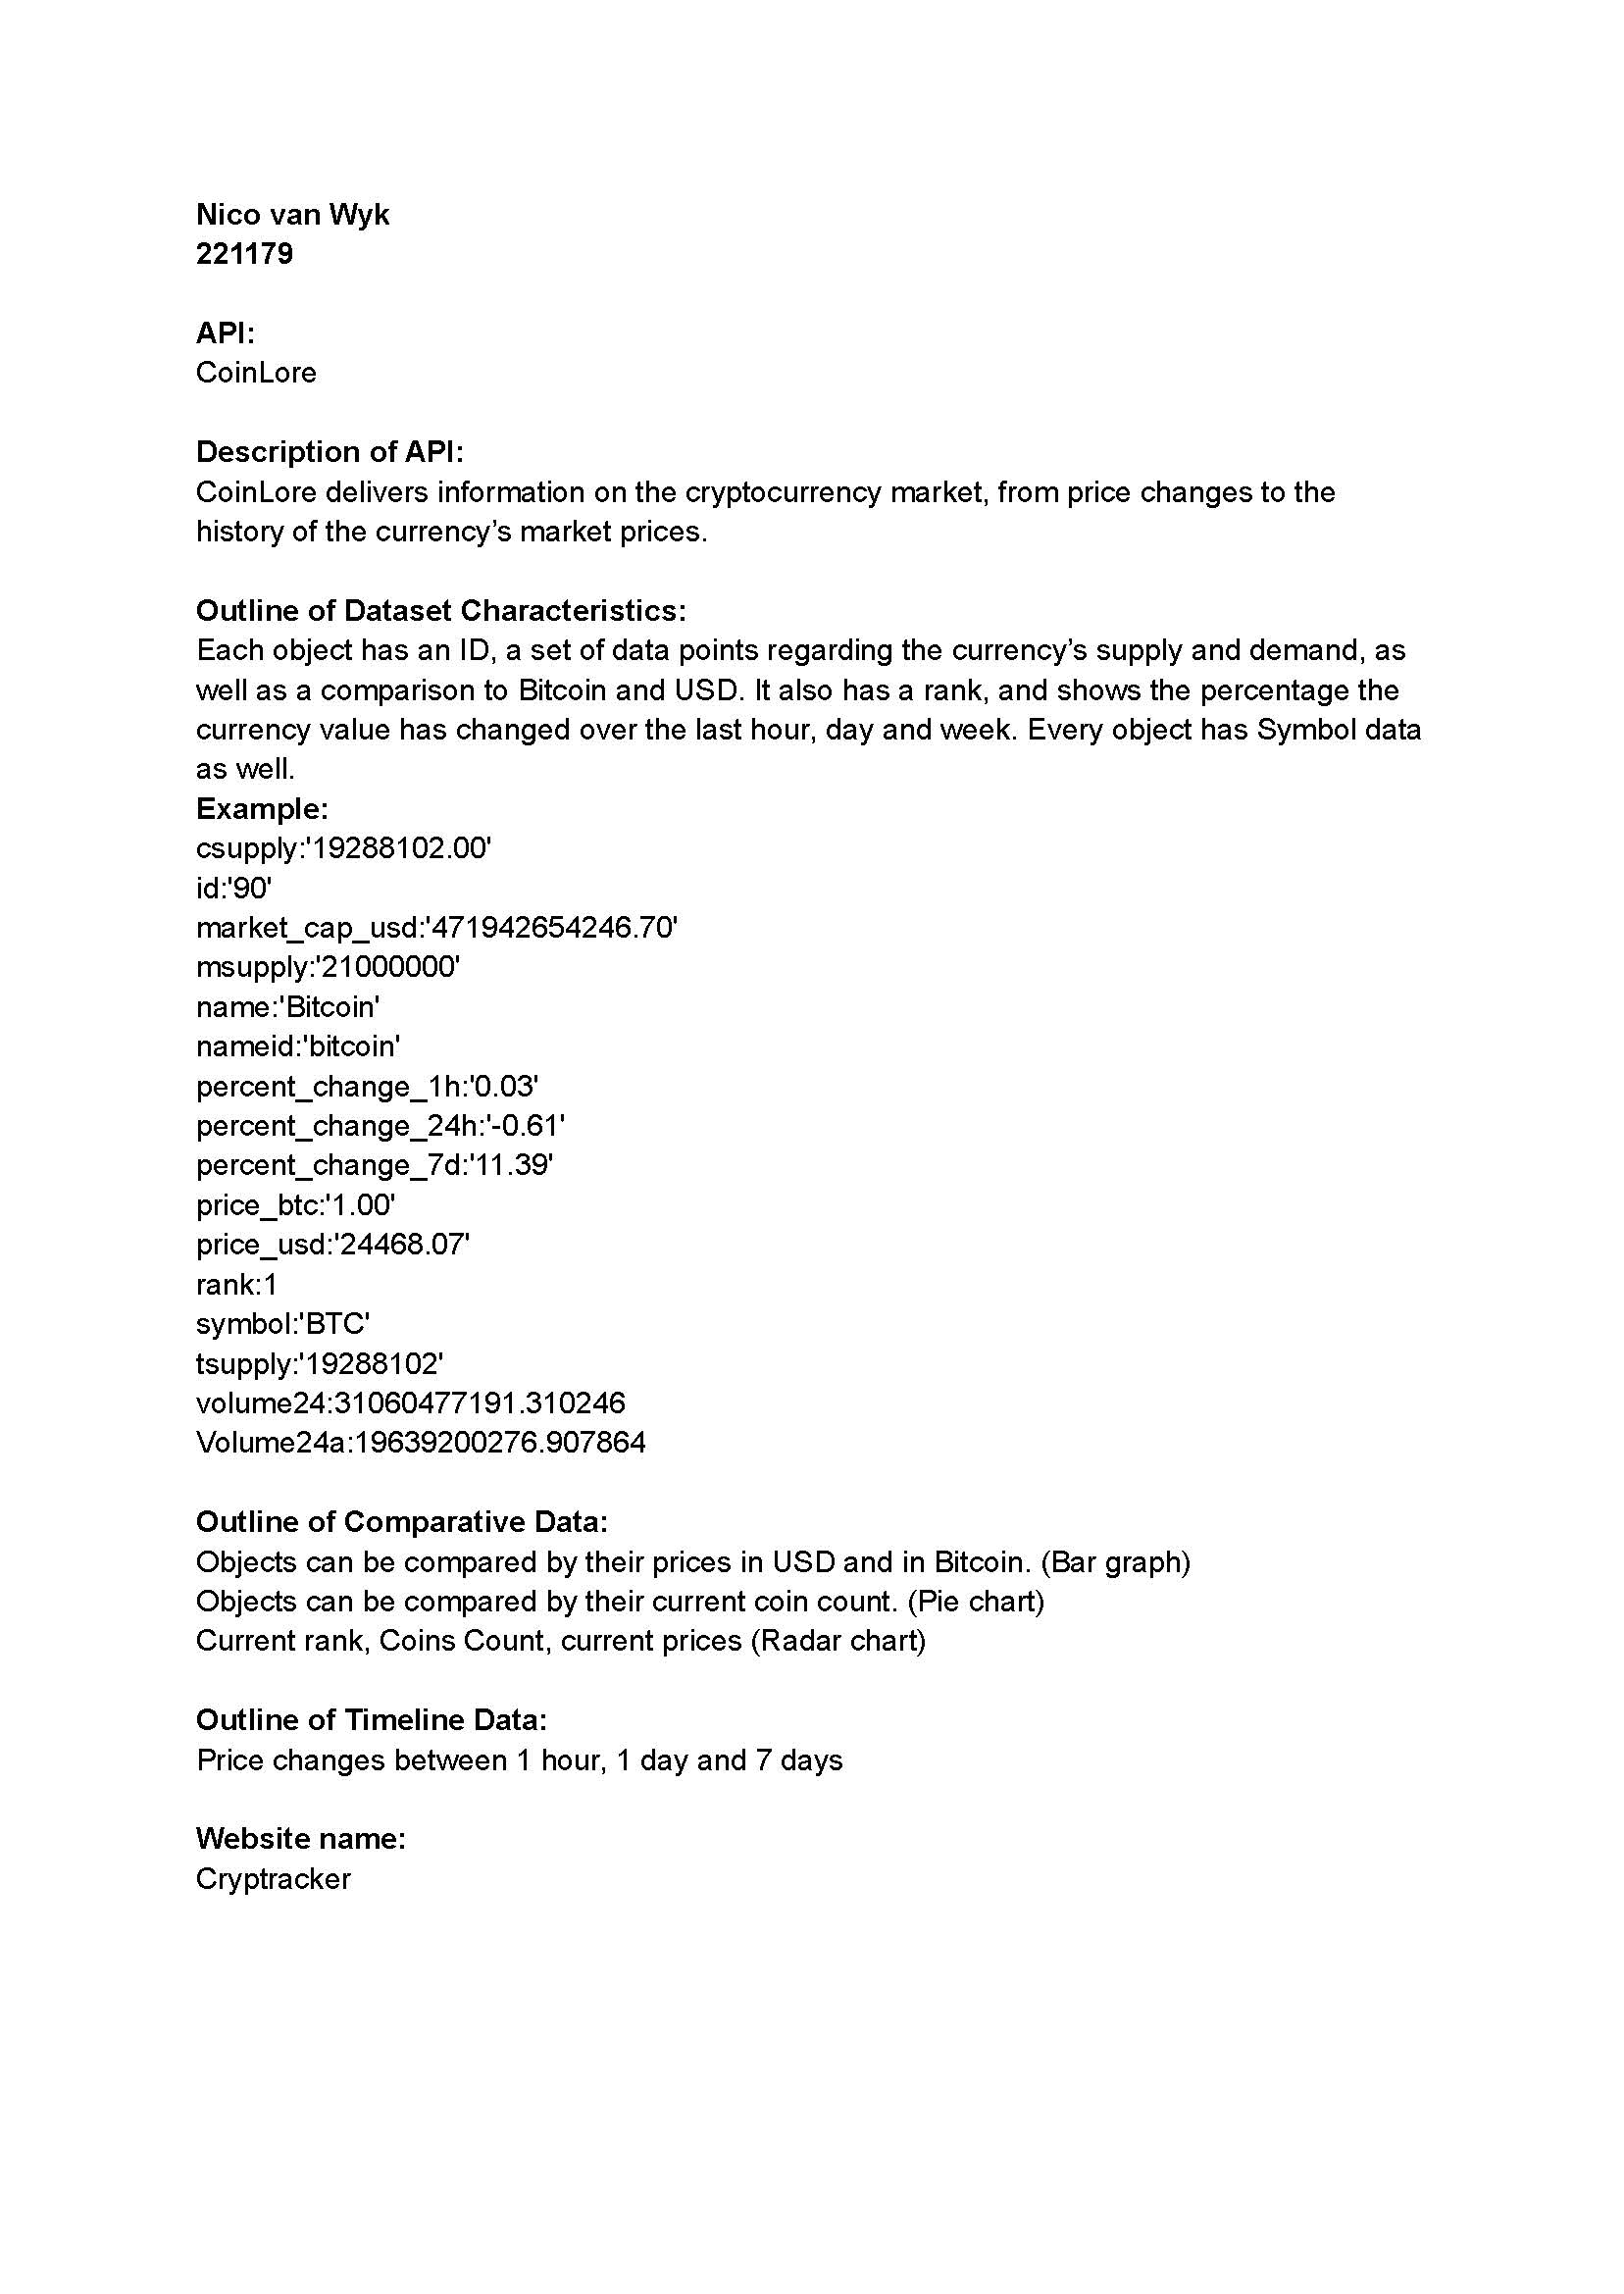 Nico van Wyk
221179
API:
CoinLore
Description of API:
CoinLore delivers information on the cryptocurrency market, from price changes to the
history of the currency’s market prices.
Outline of Dataset Characteristics:
Each object has an ID, a set of data points regarding the currency’s supply and demand, as
well as a comparison to Bitcoin and USD. It also has a rank, and shows the percentage the
currency value has changed over the last hour, day and week. Every object has Symbol data
as well.
Example:
csupply:'19288102.00'
id:'90'
market_cap_usd:'471942654246.70'
msupply:'21000000'
name:'Bitcoin'
nameid:'bitcoin'
percent_change_1h:'0.03'
percent_change_24h:'-0.61'
percent_change_7d:'11.39'
price_btc:'1.00'
price_usd:'24468.07'
rank:1
symbol:'BTC'
tsupply:'19288102'
volume24:31060477191.310246
Volume24a:19639200276.907864
Outline of Comparative Data:
Objects can be compared by their prices in USD and in Bitcoin. (Bar graph)
Objects can be compared by their current coin count. (Pie chart)
Current rank, Coins Count, current prices (Radar chart)
Outline of Timeline Data:
Price changes between 1 hour, 1 day and 7 days
Website name:
Cryptracker